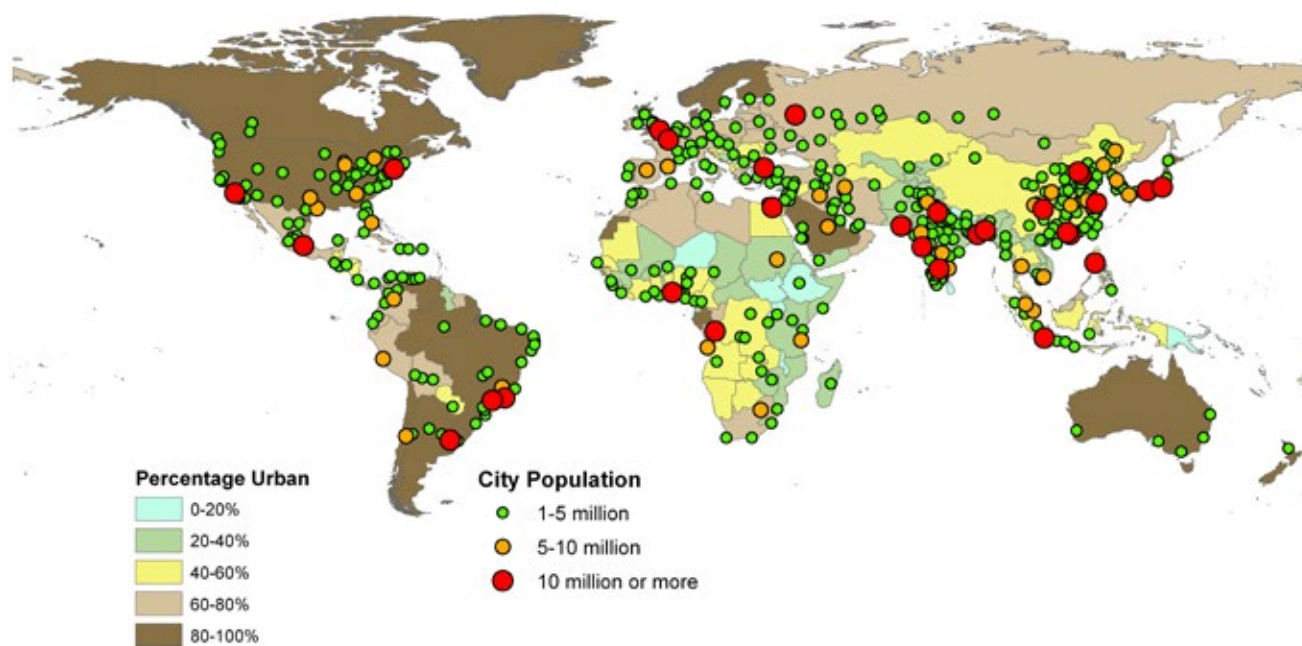 Percentage Urban
0-20%
20-40%
40-60%
60-80%
80-100%
City Population
1-5 million
5-10 million
10 million or more